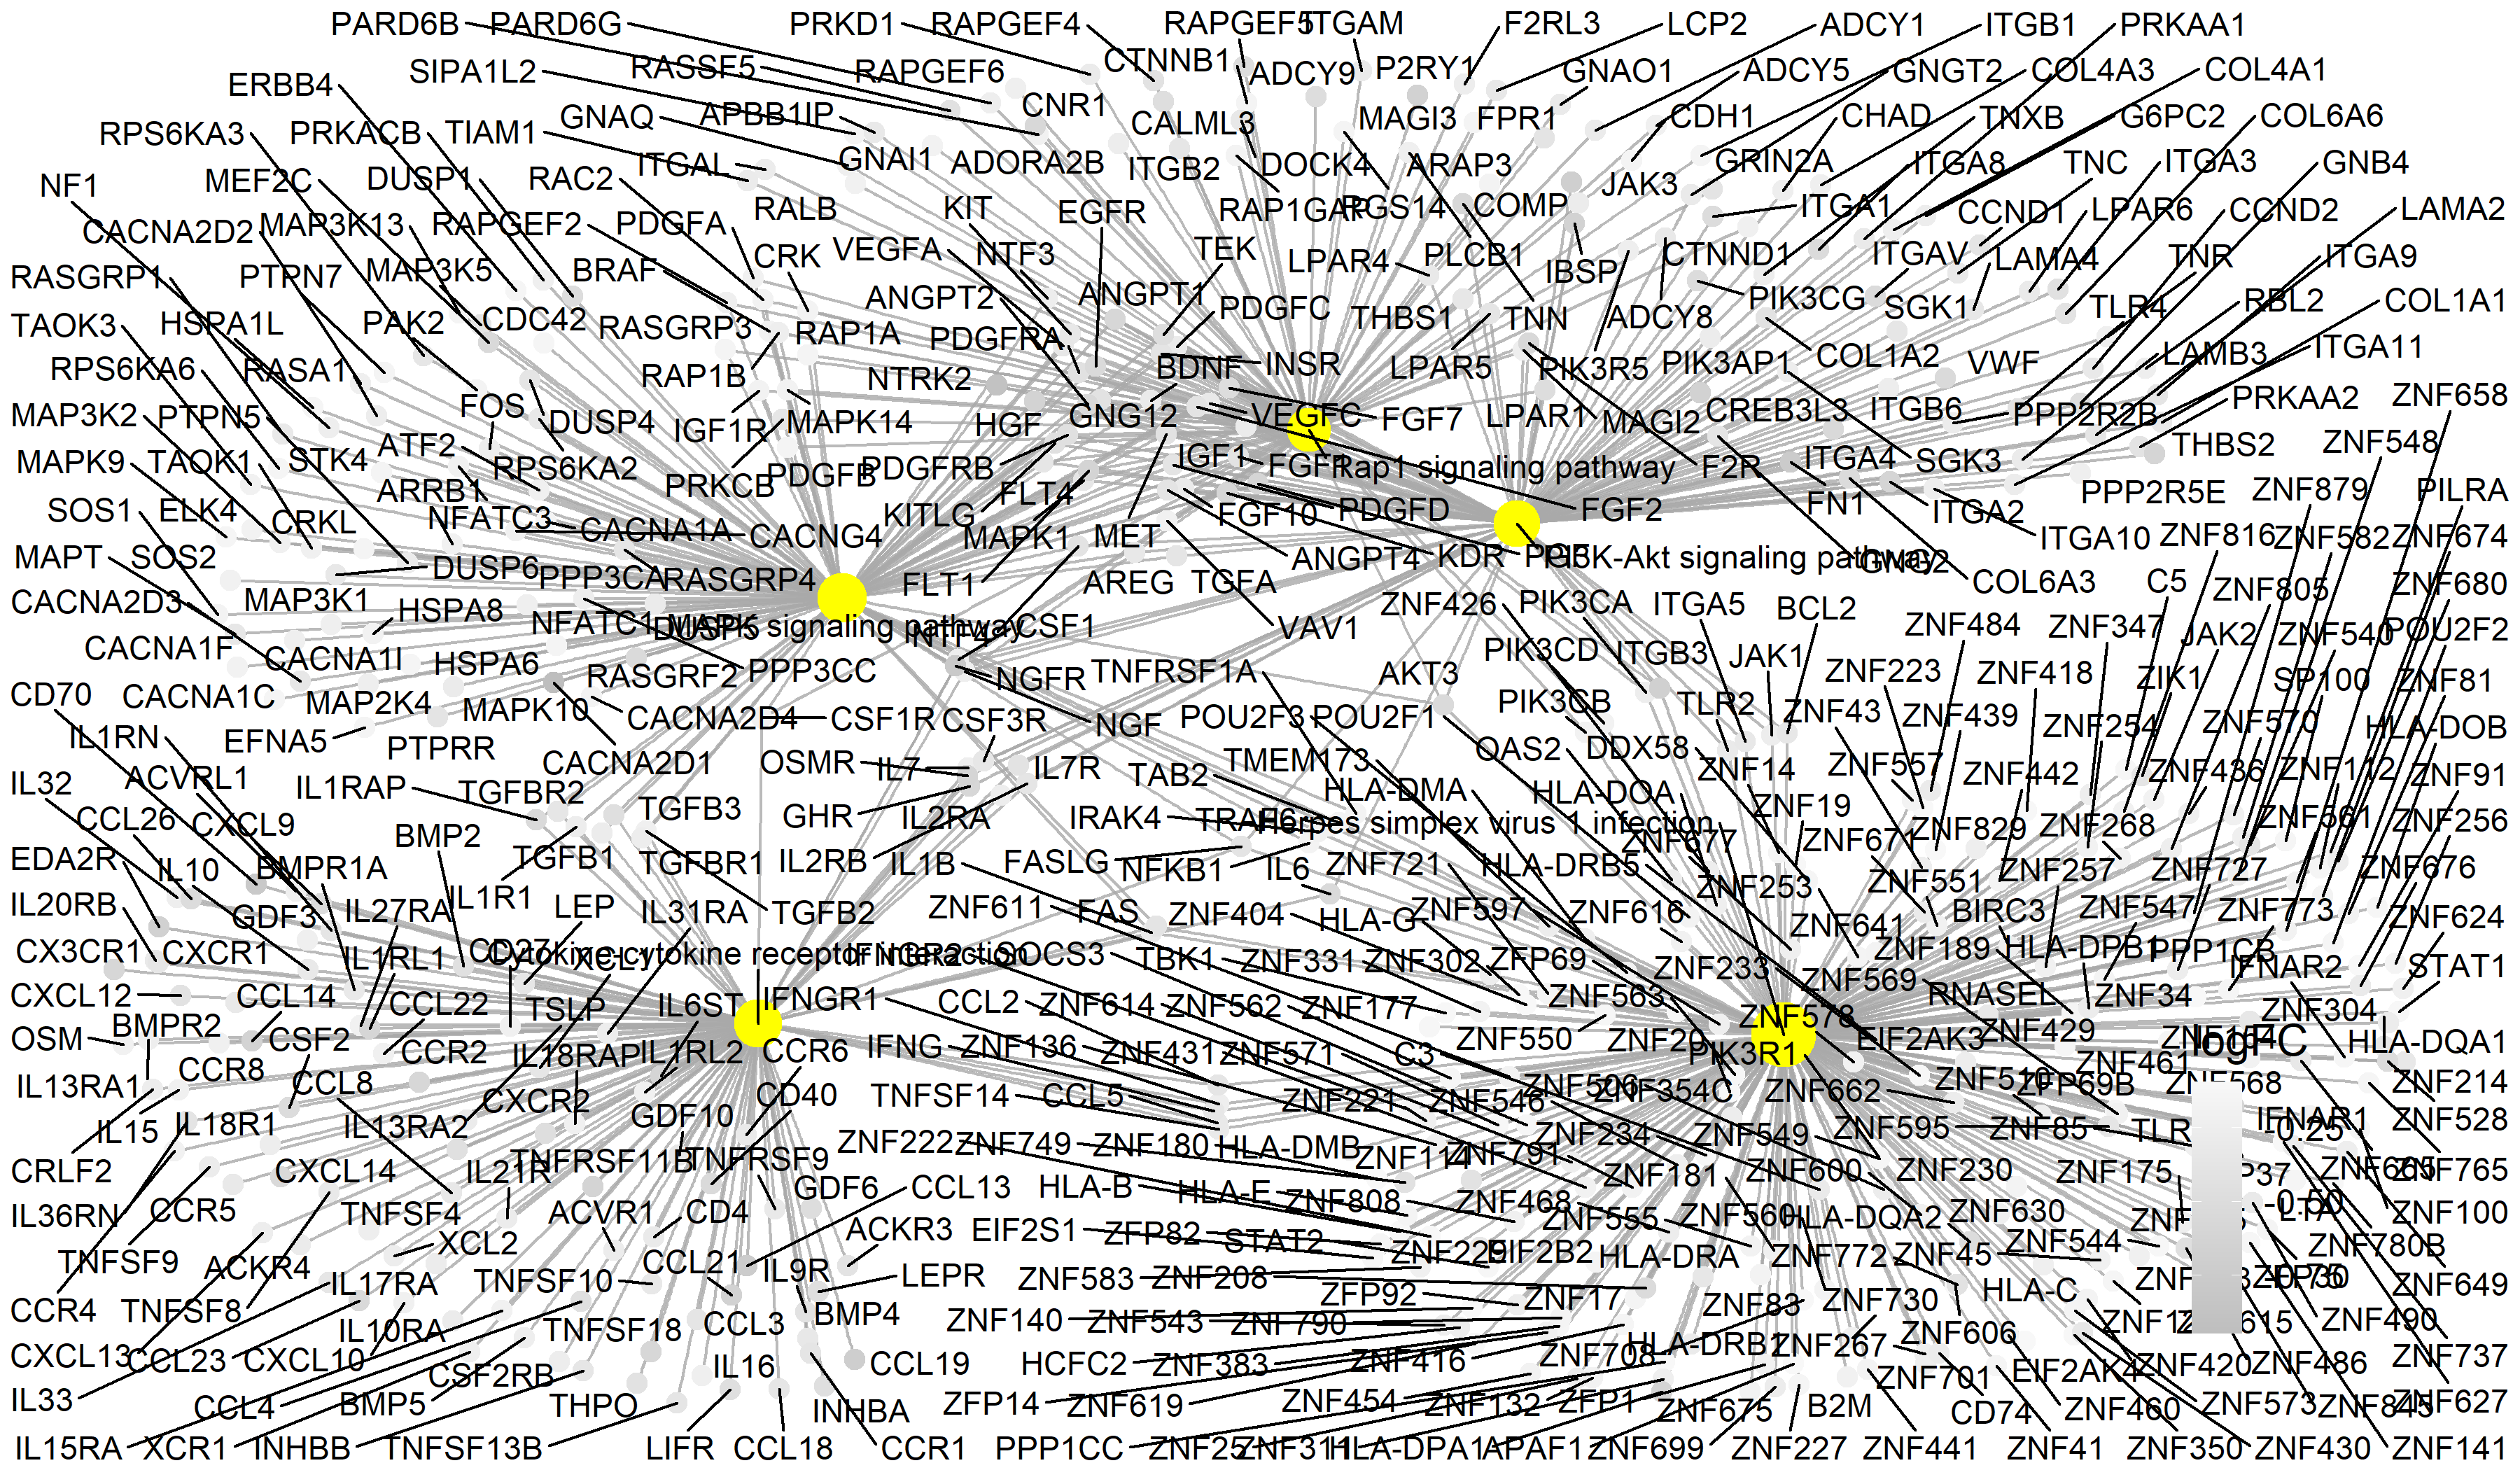 PARD6B PARD6G PRKD1 RAPGEF4 RAPGEF5 ITGAM F2RL3 LCP2 ADCY1 ITGB1 PRKAA1
ERBB4 SIPA1L2 RASSF5 RAPGEF6 CTNNB1 ADCY9 P2RY1 GNAO1 ADCY5 GNGT2 COL4A3 COL4A1
RPS6KA3 PRKACB TIAM1 GNAQ APBB1IP CNR1 CALML3 MAGI3 FPR1 CDH1 CHAD TNXB G6PC2 COL6A6
NF1 MEF2C DUSP1 RAC2 ITGAL GNAI1 ADORA2B ITGB2 DOCK4 ARAP3 JAK3 GRIN2A ITGA8 TNC ITGA3 GNB4
CACNA2D2 MAP3K13 RAPGEF2 PDGFA RALB KIT EGFR RAP1GAP RGS14 COMP ITGA1 CCND1 LPAR6 CCND2 LAMA2
RASGRP1 PTPN7 MAP3K5 BRAF CRK VEGFA NTF3 TEK LPAR4 PLCB1 IBSP CTNND1 ITGAV LAMA4 TNR ITGA9
TAOK3 HSPA1L PAK2 CDC42 RASGRP3 RAP1A ANGPT2 PDGFRA ANGPT1 PDGFC THBS1 TNN ADCY8 PIK3CG SGK1 TLR4 RBL2 COL1A1
RPS6KA6 RASA1 RAP1B NTRK2 BDNF INSR LPAR5 PIK3R5 PIK3AP1 COL1A2 VWF LAMB3 ITGA11
MAP3K2 PTPN5 FOS DUSP4 IGF1R MAPK14 HGF GNG12 VEGFC FGF7 LPAR1 MAGI2 CREB3L3 ITGB6 PPP2R2B PRKAA2 ZNF658
MAPK9 TAOK1 STK4 ATF2 RPS6KA2 PRKCB PDGFB PDGFRB IGF1 FGFR1 Rap1 signaling pathway F2R ITGA4 SGK3 THBS2 ZNF548
SOS1 ELK4 CRKL ARRB1 NFATC3 CACNA1A CACNG4 KITLG FLT4 MAPK1 MET FGF10 PDGFD FGF2 FN1 ITGA2 PPP2R5E ZNF879 PILRA
MAPT SOS2 DUSP6 PPP3CA RASGRP4 FLT1 AREG TGFA ANGPT4 KDR PGF PI3K-Akt signaling pathway GNG2 ITGA10 ZNF816 ZNF582 ZNF674
CACNA2D3 MAP3K1 HSPA8 NFATC1 DUSP5 MAPK signaling pathway NTF4 CSF1 VAV1 ZNF426 PIK3CA ITGA5 BCL2 COL6A3 C5 ZNF805 ZNF680
CACNA1F CACNA1I HSPA6 RASGRF2 PPP3CC NGFR TNFRSF1A AKT3 PIK3CD ITGB3 JAK1 ZNF484 ZNF347 JAK2 ZNF540 POU2F2
CD70 CACNA1C MAP2K4 MAPK10 CACNA2D4 CSF1R CSF3R NGF POU2F3 POU2F1 PIK3CB TLR2 ZNF223 ZNF418 ZIK1 SP100 ZNF81
IL1RN EFNA5 PTPRR CACNA2D1 OSMR IL7 IL7R TAB2 TMEM173 OAS2 DDX58 ZNF43 ZNF439 ZNF254 ZNF570 HLA-DOB
IL32 ACVRL1 IL1RAP TGFBR2 TGFB3 GHR IL2RA HLA-DMA HLA-DOA ZNF14 ZNF557 ZNF442 ZNF436 ZNF112 ZNF91
CCL26 CXCL9 BMP2 IRAK4 TRAF6 Herpes simplex virus 1 infection ZNF677 ZNF19 ZNF671 ZNF829 ZNF268 ZNF561 ZNF256
EDA2R IL10 BMPR1A TGFB1 TGFBR1 IL2RB IL1B FASLG NFKB1 IL6 ZNF721 HLA-DRB5 ZNF253 ZNF551 ZNF257 ZNF727 ZNF676
IL20RB GDF3 IL27RA IL1R1 LEP IL31RA TGFB2 ZNF611 FAS ZNF404 HLA-G ZNF597 ZNF616 ZNF641 BIRC3 ZNF547 ZNF773 ZNF624
CX3CR1 CXCR1 IL1RL1 CD27 Cytokine-cytokine receptor interaction XCL1 IFNGR2 SOCS3 TBK1 ZNF331 ZNF302 ZFP69 ZNF233 ZNF189 HLA-DPB1 PPP1CB IFNAR2 STAT1
CXCL12 CCL14 CCL22 TSLP IL6ST IFNGR1 CCL2 ZNF614 ZNF562 ZNF177 ZNF563 ZNF569 RNASEL ZNF34 ZNF304
OSM BMPR2 CSF2 CCR2 IL18RAP IL1RL2 CCR6 IFNG ZNF136 ZNF431 ZNF571 C3 ZNF550 ZNF20 ZNF578 PIK3R1 EIF2AK3 ZNF429 ZNF154 HLA-DQA1
logFC
IL13RA1 CCR8 CCL8 CXCR2 GDF10 CD40 TNFSF14 CCL5 ZNF221 ZNF546 ZNF506 ZNF354C ZNF662 ZNF510 ZNF461 ZFP69B ZNF568 ZNF214
IL15 IL18R1 IL13RA2 ZNF222 ZNF749 ZNF180 HLA-DMB ZNF114 ZNF791 ZNF234 ZNF549 ZNF595 ZNF85 IFNAR1 ZNF528
-0.25
CRLF2 CXCL14 IL21R TNFRSF11B TNFRSF9 GDF6 CCL13 HLA-B HLA-E ZNF808 ZNF468 ZNF181 ZNF600 ZNF230 ZNF175 ZNF665 ZNF765
IL36RN CCR5 TNFSF4 ACVR1 CD4 ACKR3 EIF2S1 ZFP82 STAT2 ZNF555 ZNF560 HLA-DQA2 ZNF630 LTA ZNF100
-0.50
TNFSF9 ACKR4 XCL2 CCL21 IL9R LEPR ZNF583 ZNF208 ZNF229 EIF2B2 HLA-DRA ZNF772 ZNF45 ZNF544 ZNF780B
CCR4 TNFSF8 IL17RA TNFSF10 BMP4 ZNF140 ZNF543 ZNF790 ZFP92 ZNF17 ZNF83 ZNF730 HLA-C ZFP30 ZNF649
-0.75
CXCL13 CCL23 CXCL10 IL10RA TNFSF18 CCL3 HCFC2 ZNF383 ZNF416 ZNF708 HLA-DRB1 ZNF267 ZNF606 ZNF490
IL33 CCL4 BMP5 CSF2RB THPO IL16 CCL19 INHBA ZFP14 ZNF619 ZNF454 ZNF132 ZFP1 ZNF675 B2M ZNF701 EIF2AK4 ZNF420 ZNF486 ZNF737
CD74 ZNF460 ZNF573 ZNF845 ZNF627
IL15RA XCR1 INHBB TNFSF13B LIFR CCL18 CCR1 PPP1CC ZNF25 ZNF311 HLA-DPA1 APAF1 ZNF699 ZNF227 ZNF441 ZNF41 ZNF350 ZNF430 ZNF141